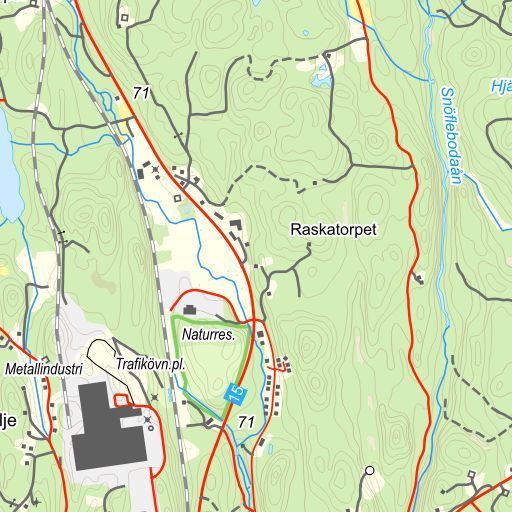 71
Snöflebodaån
Hjä
Raskatorpet
Naturres.
Trafikövn.pl.
Metallindustri
15
71
lje